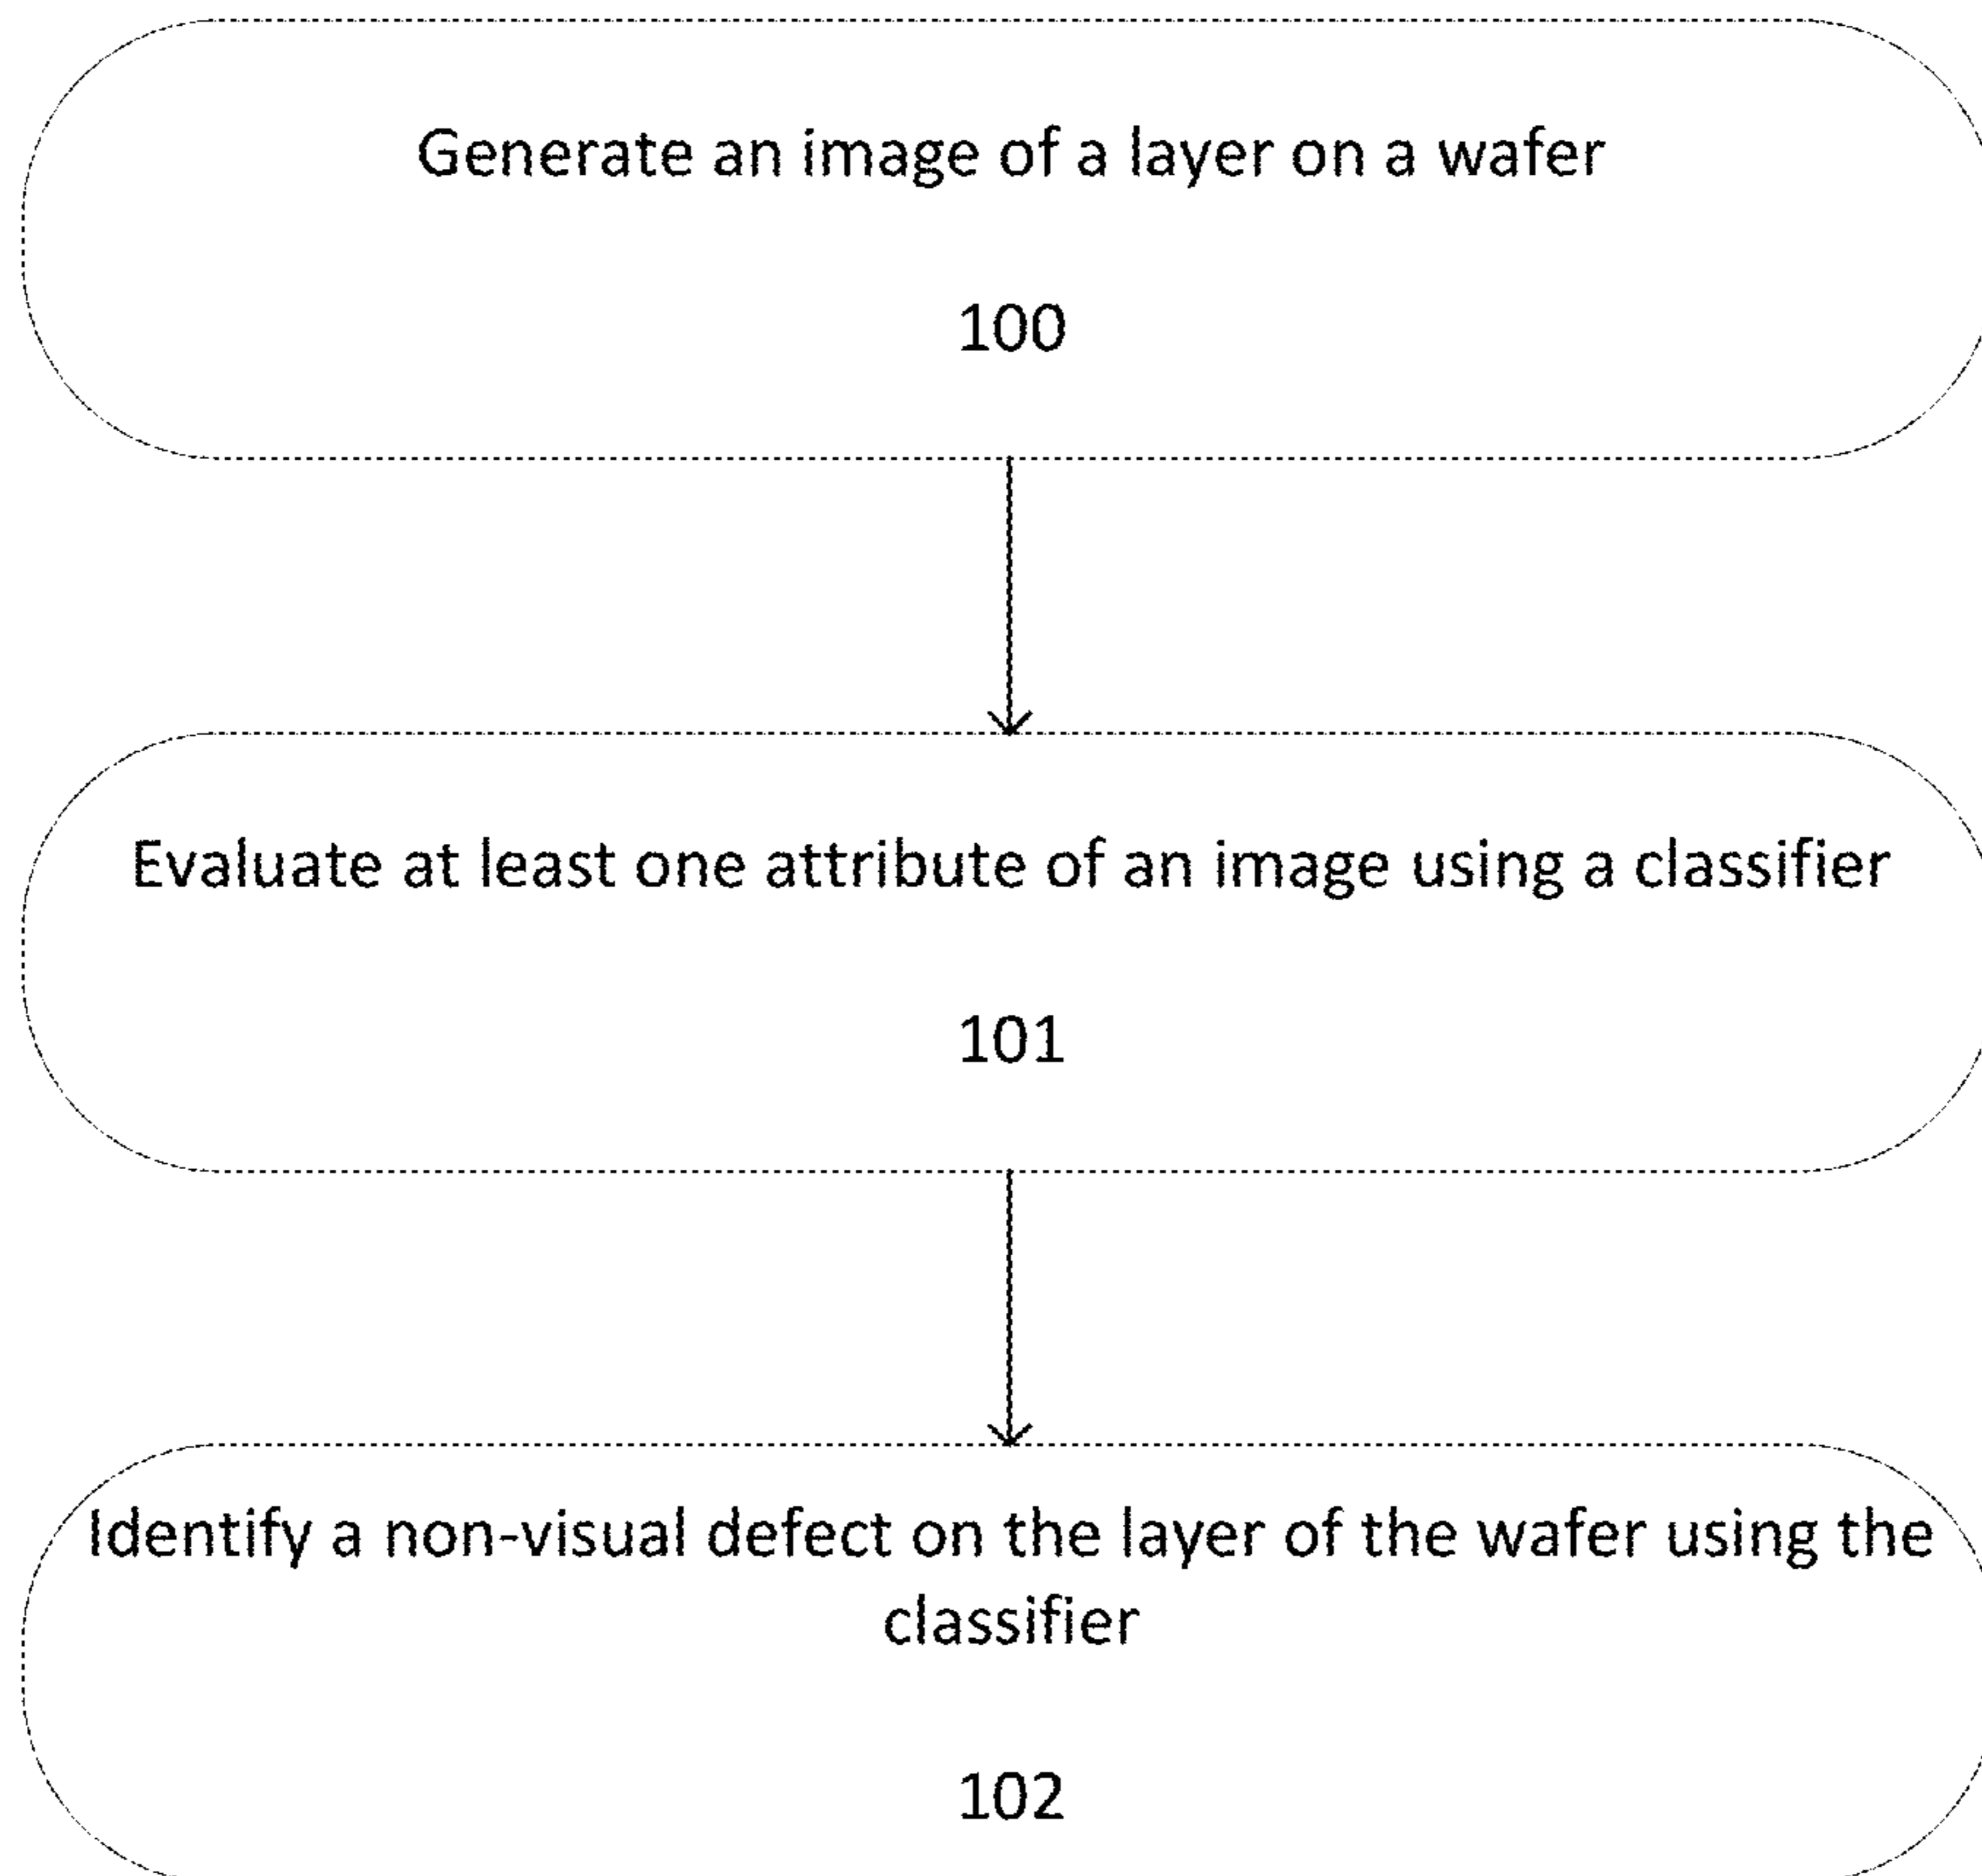 Generate an image of a layer on a wafer
100
Evaluate at least one attribute of an image using a classifier
101
Identify a non-visual defect on the layer of the wafer using the
classifier
102